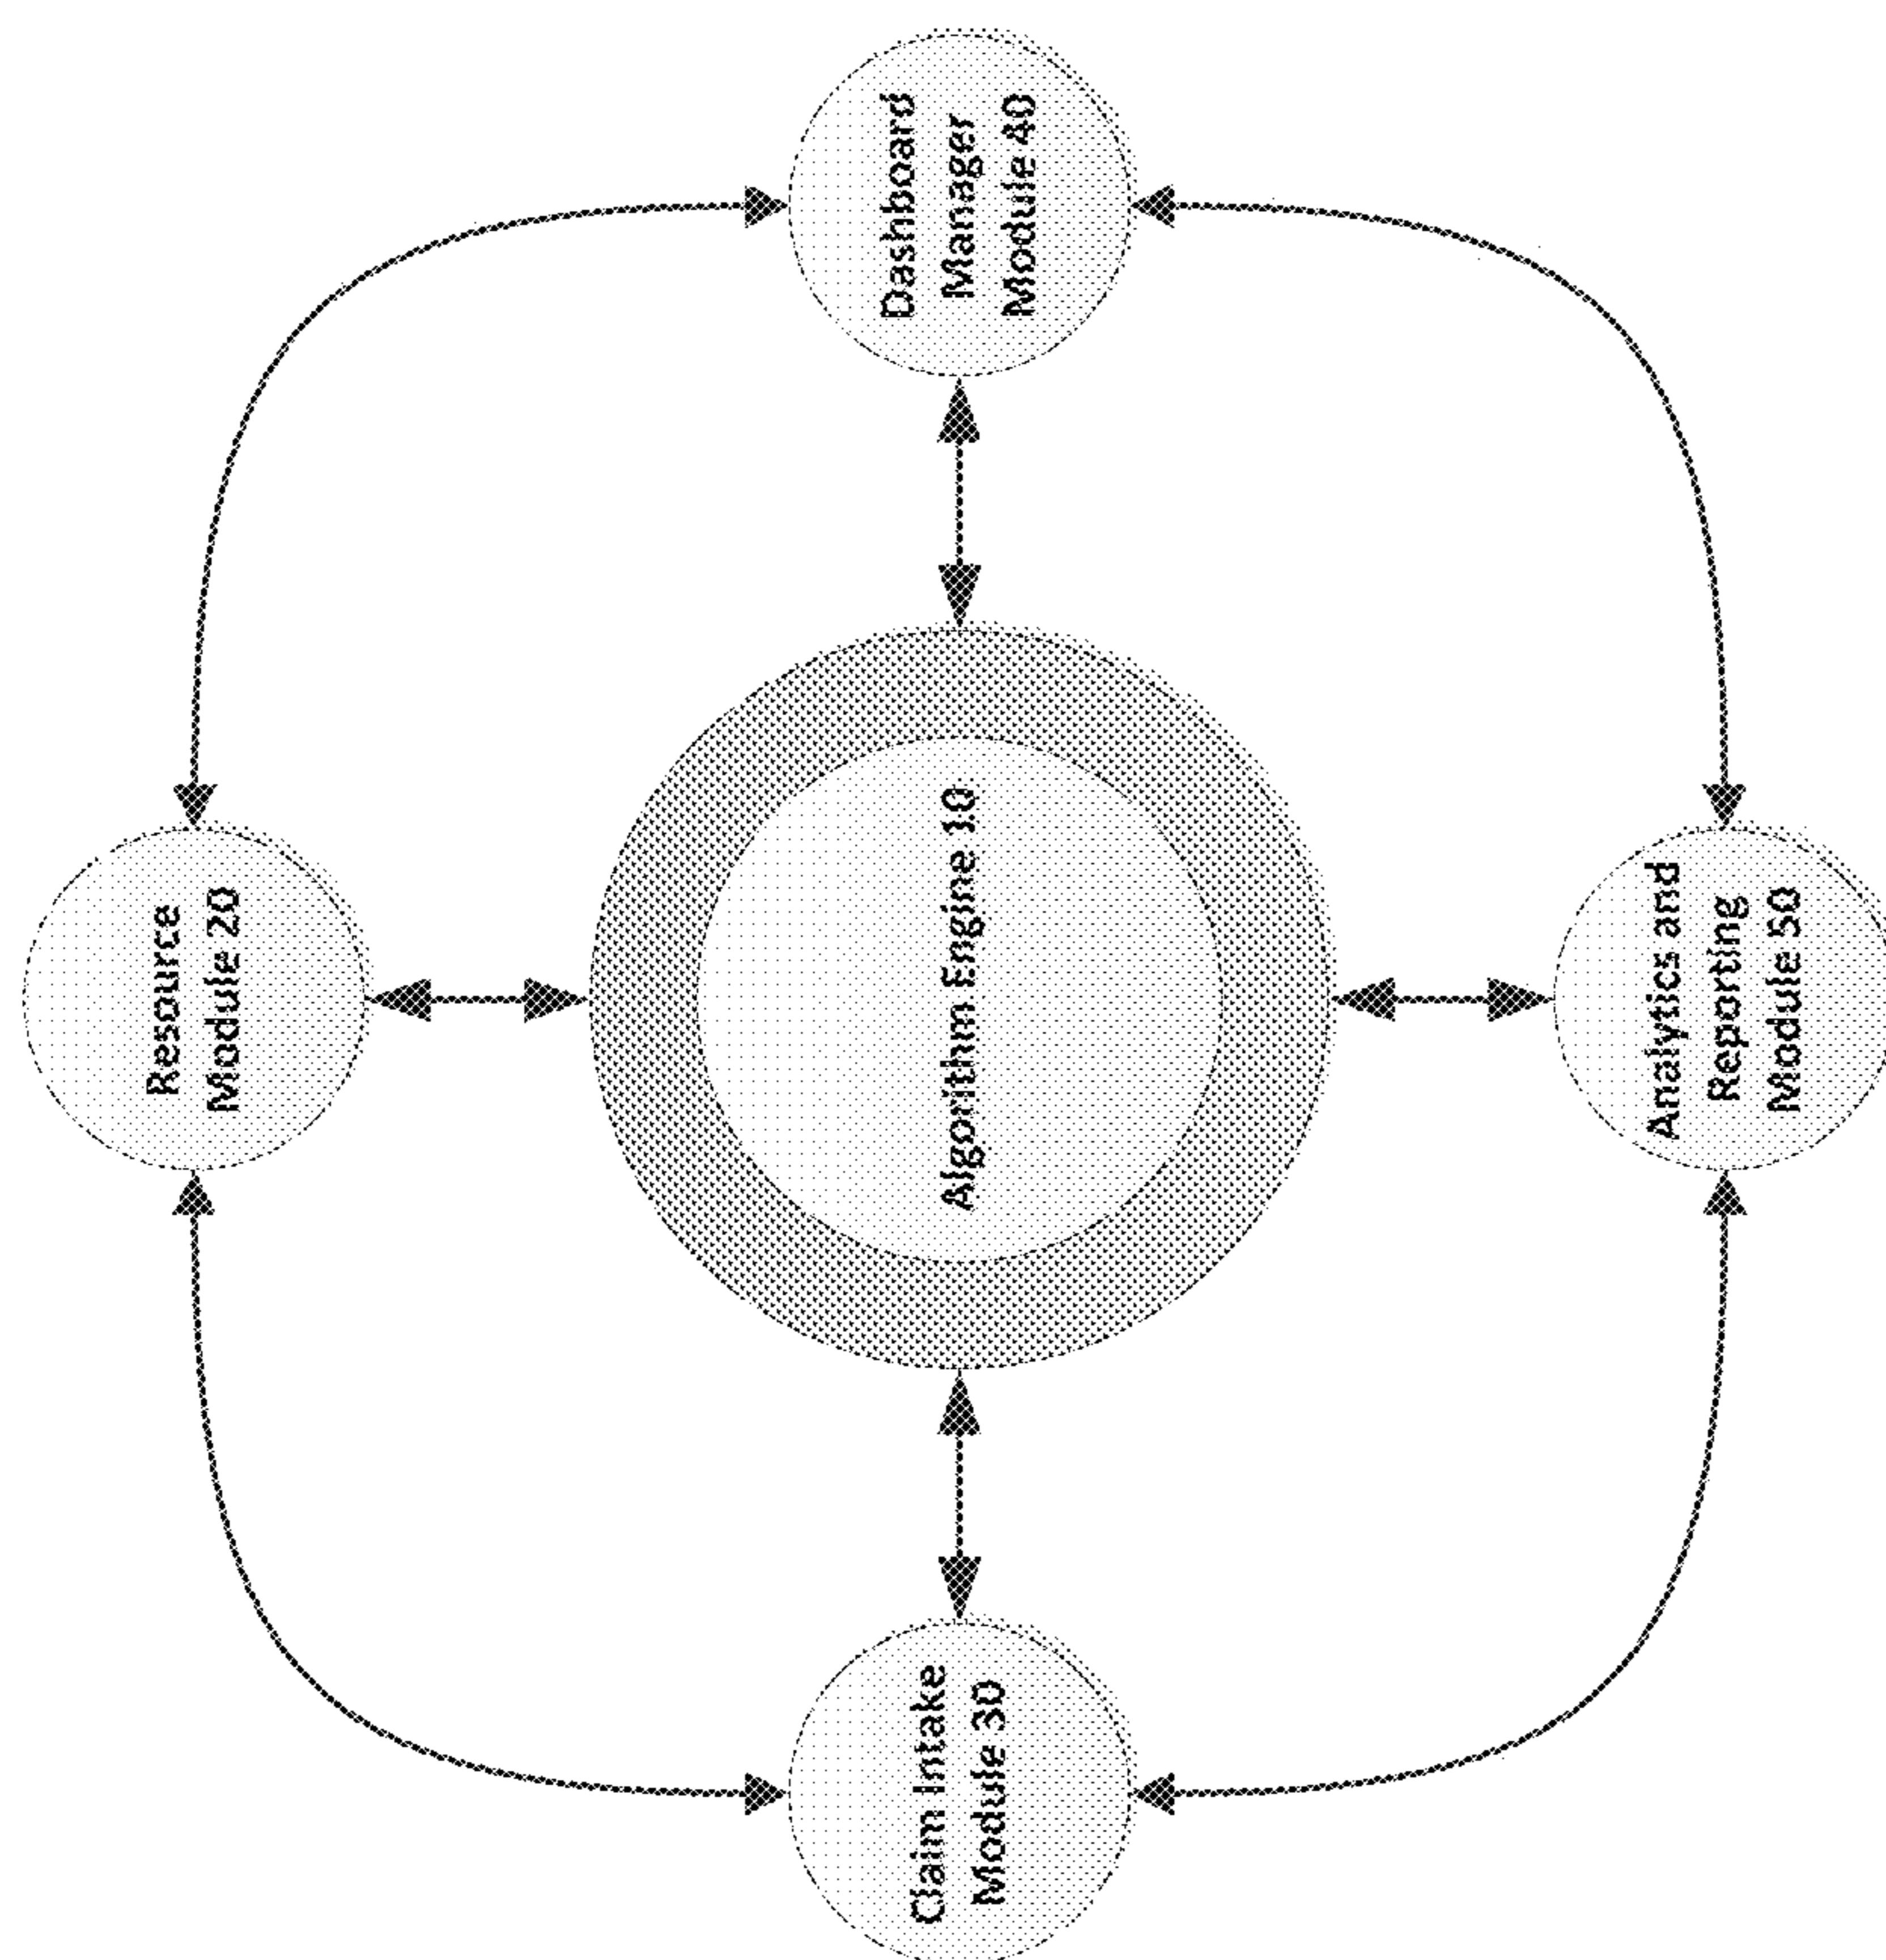 Resource
Module 20
Claim Intake
Module 30
Algorithm Engine 10
Dashboard
Manager
Module 40
Analytics and
Reporting
Module 50